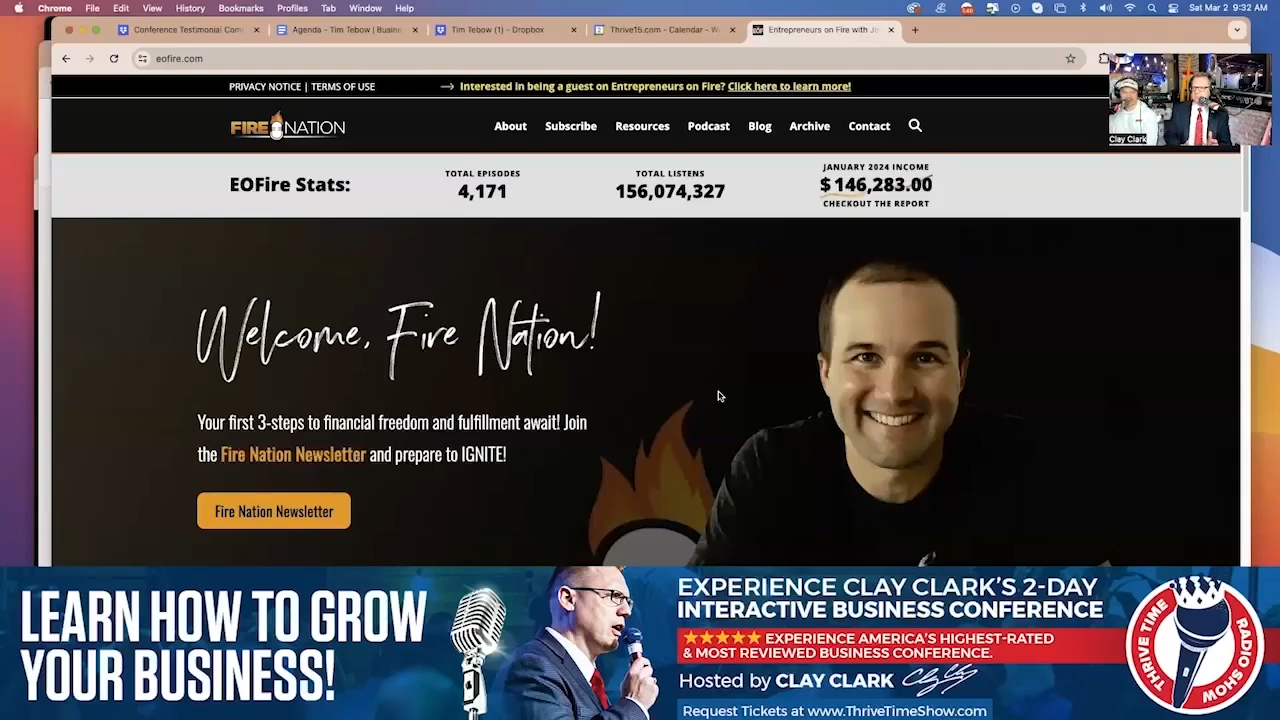 Chrome File Edit View History Bookmarks Profiles Tab Window Help Sat Mar 2 9:32 AM
Conference Testimonial Com
Agenda - Tim Tebow | Busine
Tim Tebow (1) - Dropbox
Thrive15.com - Calendar - W
Entrepreneurs on Fire with Jo
eofire.com
PRIVACY NOTICE | TERMS OF USE
Interested in being a guest on Entrepreneurs on Fire? Click here to learn more!
Clay Clark
FIRE NATION
About Subscribe Resources Podcast Blog Archive Contact
EOFire Stats:
TOTAL EPISODES
4,171
TOTAL LISTENS
156,074,327
JANUARY 2024 INCOME
$146,283.00
CHECKOUT THE REPORT
Welcome, Fire Nation!
Your first 3-steps to financial freedom and fulfillment await! Join
the Fire Nation Newsletter and prepare to IGNITE!
Fire Nation Newsletter
LEARN HOW TO GROW
YOUR BUSINESS!
EXPERIENCE CLAY CLARK'S 2-DAY
INTERACTIVE BUSINESS CONFERENCE
EXPERIENCE AMERICA'S HIGHEST-RATED
& MOST REVIEWED BUSINESS CONFERENCE.
Hosted by CLAY CLARK
Clay Clark
Request Tickets at www.ThriveTimeShow.com
THRIVE TIME
RADIO SHOW